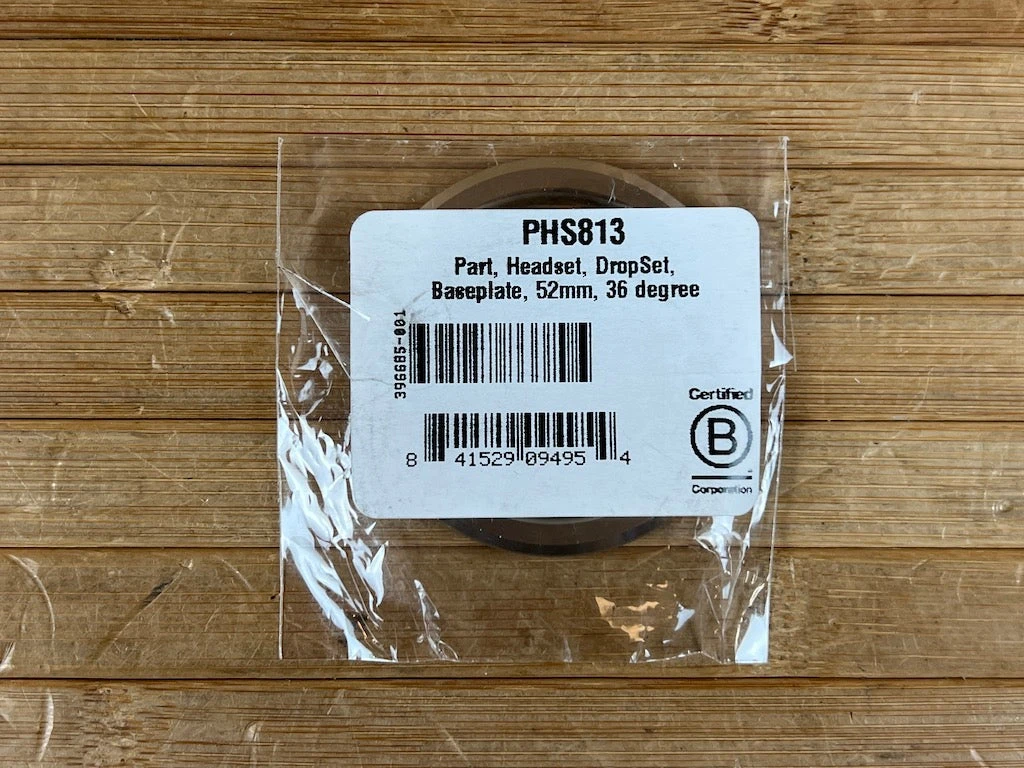 PHS813
Part, Headset, DropSet,
Baseplate, 52mm, 36 degree
396685-001
8 41529 09495 4
Certified
B
Corporation